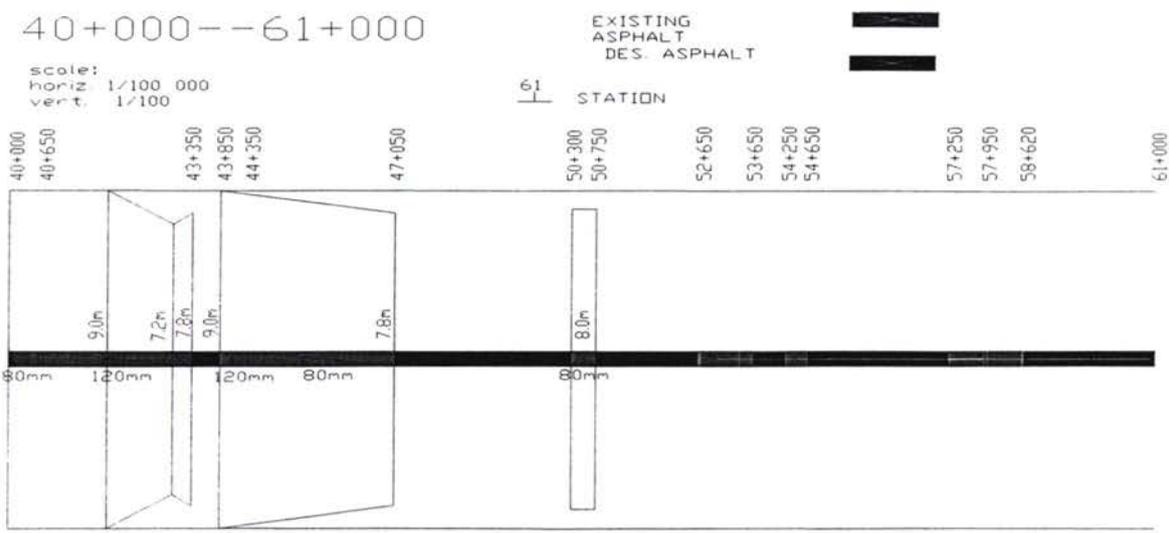 40+000--61+000
EXISTING
ASPHALT
DES. ASPHALT
scale:
horiz. 1/100 000
vert. 1/100
61 STATION
40+000
40+650
43+350
43+850
44+350
47+050
50+300
50+750
52+650
53+650
54+250
54+650
57+250
57+950
58+620
61+000
9.0m
7.2m
7.8m
9.0m
7.8m
8.0m
80mm 120mm 120mm 80mm 80mm